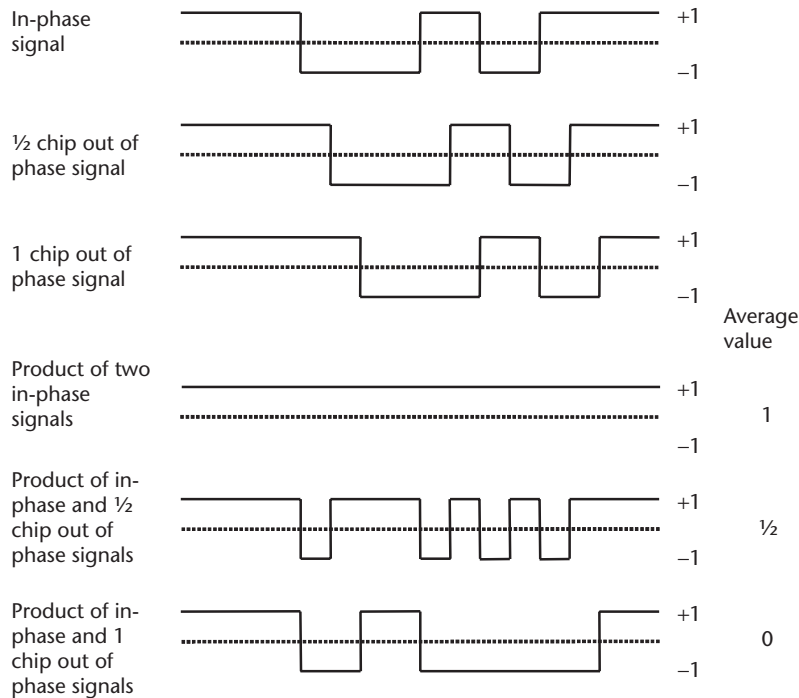 In-phase
signal
+1
–1
½ chip out of
phase signal
+1
–1
1 chip out of
phase signal
+1
–1
Average
value
Product of two
in-phase
signals
+1
–1
1
Product of in-
phase and ½
chip out of
phase signals
+1
–1
½
Product of in-
phase and 1
chip out of
phase signals
+1
–1
0